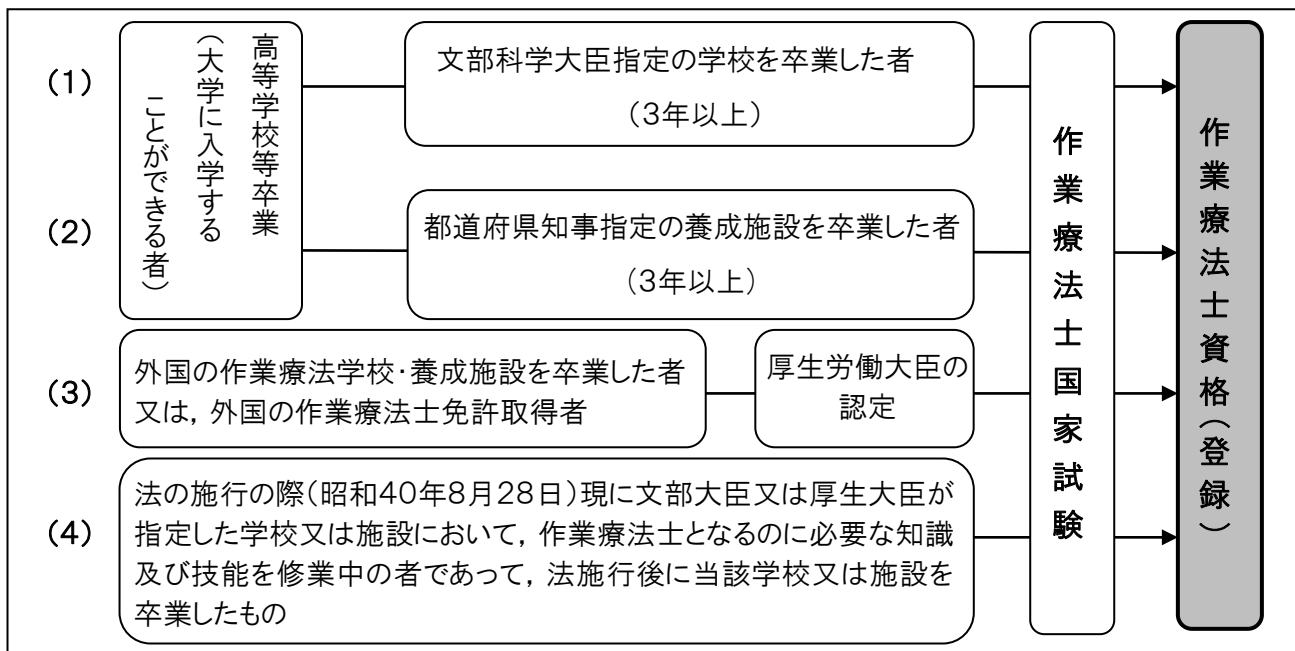 (1)
高等学校等卒業
(大学に入学する
ことができる者)
文部科学大臣指定の学校を卒業した者
(3年以上)
(2)
都道府県知事指定の養成施設を卒業した者
(3年以上)
(3)
外国の作業療法学校・養成施設を卒業した者
又は，外国の作業療法士免許取得者
厚生労働大臣の
認定
(4)
法の施行の際(昭和40年8月28日)現に文部大臣又は厚生大臣が
指定した学校又は施設において，作業療法士となるのに必要な知識
及び技能を修業中の者であって，法施行後に当該学校又は施設を
卒業したもの
作業療法士国家試験
作業療法士資格(登録)